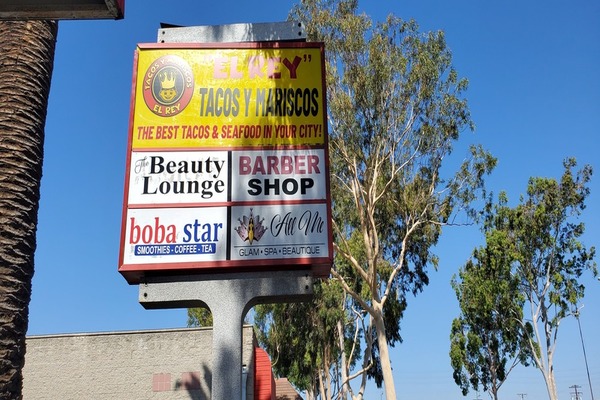 "EL REY"
TACOS Y MARISCOS
EL REY
TACOS Y MARISCOS
THE BEST TACOS & SEAFOOD IN YOUR CITY!
The Beauty
Lounge
BARBER
SHOP
boba star
SMOOTHIES - COFFEE - TEA
All Me
GLAM • SPA • BEAUTIQUE